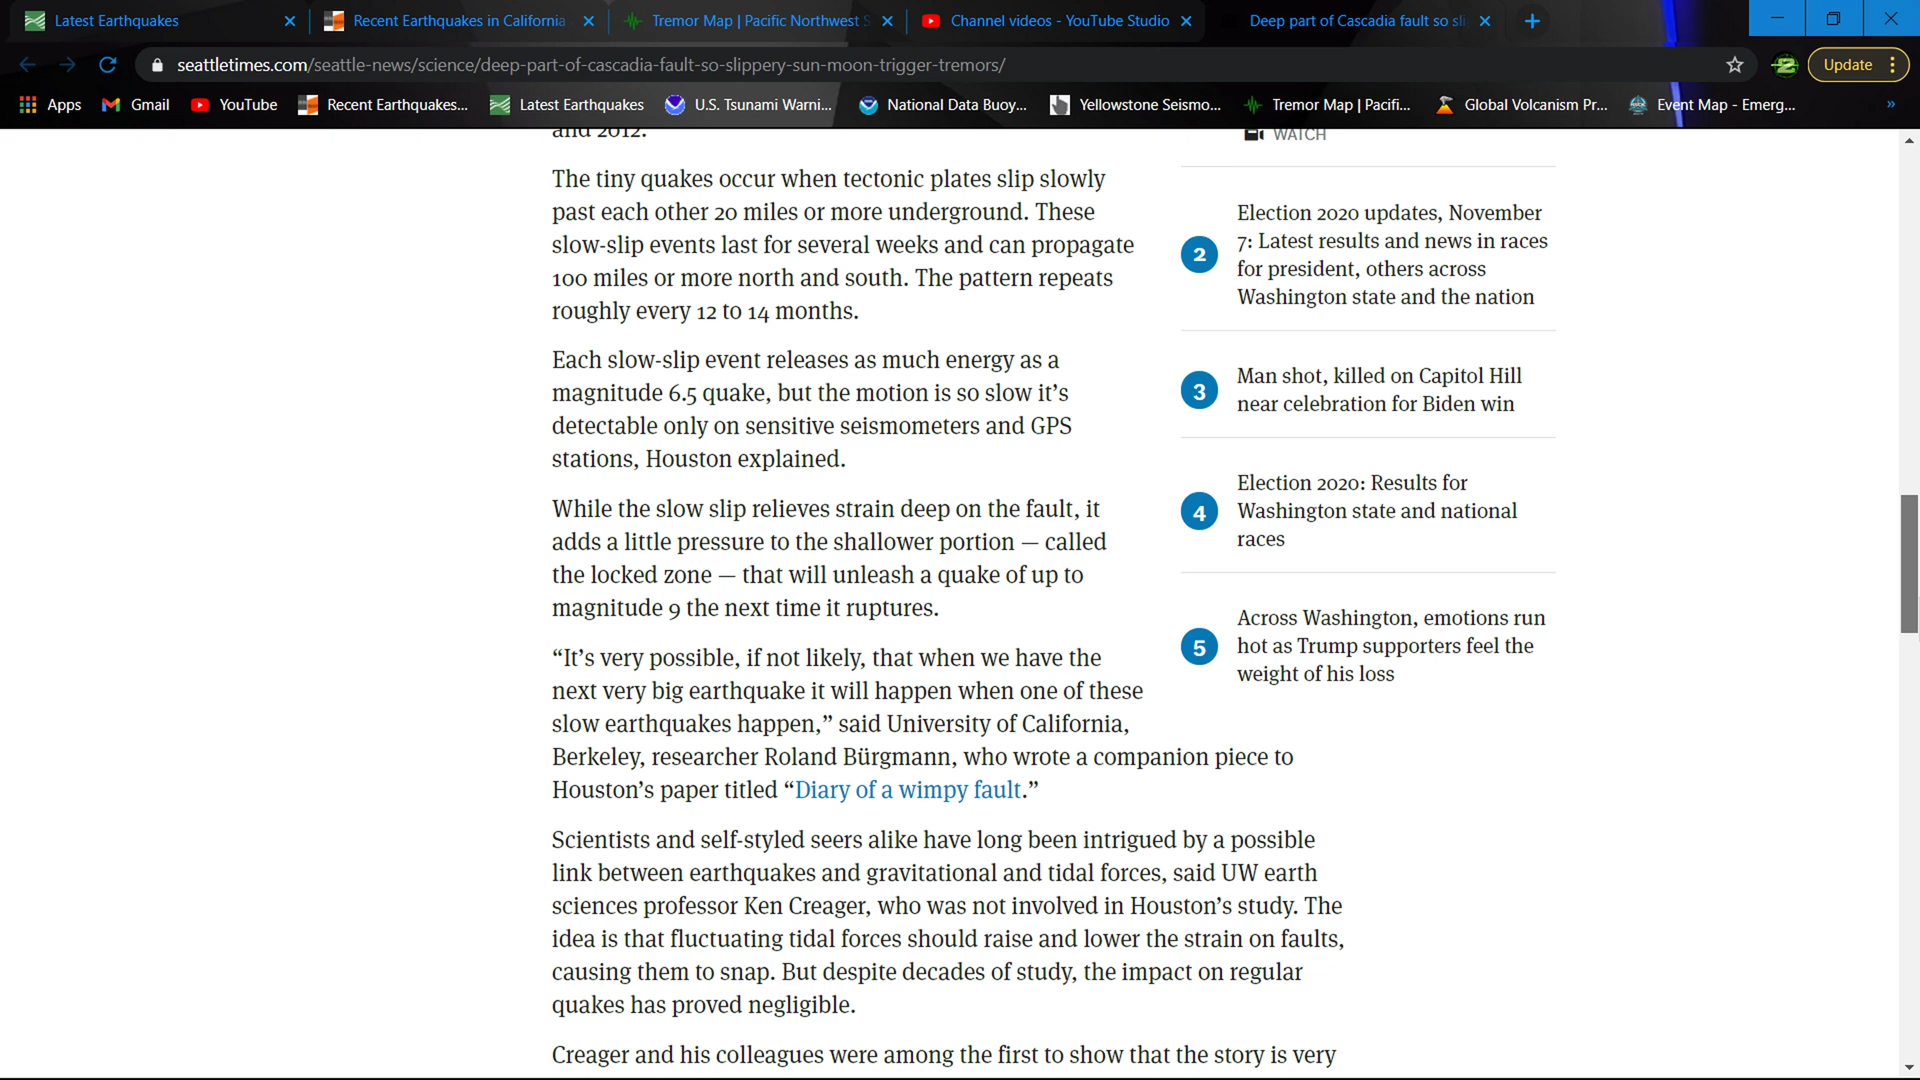 Latest Earthquakes
Recent Earthquakes in California
Tremor Map | Pacific Northwest S
Channel videos - YouTube Studio
Deep part of Cascadia fault so sli
seattletimes.com/seattle-news/science/deep-part-of-cascadia-fault-so-slippery-sun-moon-trigger-tremors/
Update
Apps
Gmail
YouTube
Recent Earthquakes...
Latest Earthquakes
U.S. Tsunami Warni...
National Data Buoy...
Yellowstone Seismo...
Tremor Map | Pacifi...
Global Volcanism Pr...
Event Map - Emerg...
»
and 2012.
The tiny quakes occur when tectonic plates slip slowly
past each other 20 miles or more underground. These
slow-slip events last for several weeks and can propagate
100 miles or more north and south. The pattern repeats
roughly every 12 to 14 months.
Each slow-slip event releases as much energy as a
magnitude 6.5 quake, but the motion is so slow it’s
detectable only on sensitive seismometers and GPS
stations, Houston explained.
While the slow slip relieves strain deep on the fault, it
adds a little pressure to the shallower portion — called
the locked zone — that will unleash a quake of up to
magnitude 9 the next time it ruptures.
“It’s very possible, if not likely, that when we have the
next very big earthquake it will happen when one of these
slow earthquakes happen,” said University of California,
Berkeley, researcher Roland Bürgmann, who wrote a companion piece to
Houston’s paper titled “Diary of a wimpy fault.”
Scientists and self-styled seers alike have long been intrigued by a possible
link between earthquakes and gravitational and tidal forces, said UW earth
sciences professor Ken Creager, who was not involved in Houston’s study. The
idea is that fluctuating tidal forces should raise and lower the strain on faults,
causing them to snap. But despite decades of study, the impact on regular
quakes has proved negligible.
Creager and his colleagues were among the first to show that the story is very
WATCH
2
Election 2020 updates, November
7: Latest results and news in races
for president, others across
Washington state and the nation
3
Man shot, killed on Capitol Hill
near celebration for Biden win
4
Election 2020: Results for
Washington state and national
races
5
Across Washington, emotions run
hot as Trump supporters feel the
weight of his loss